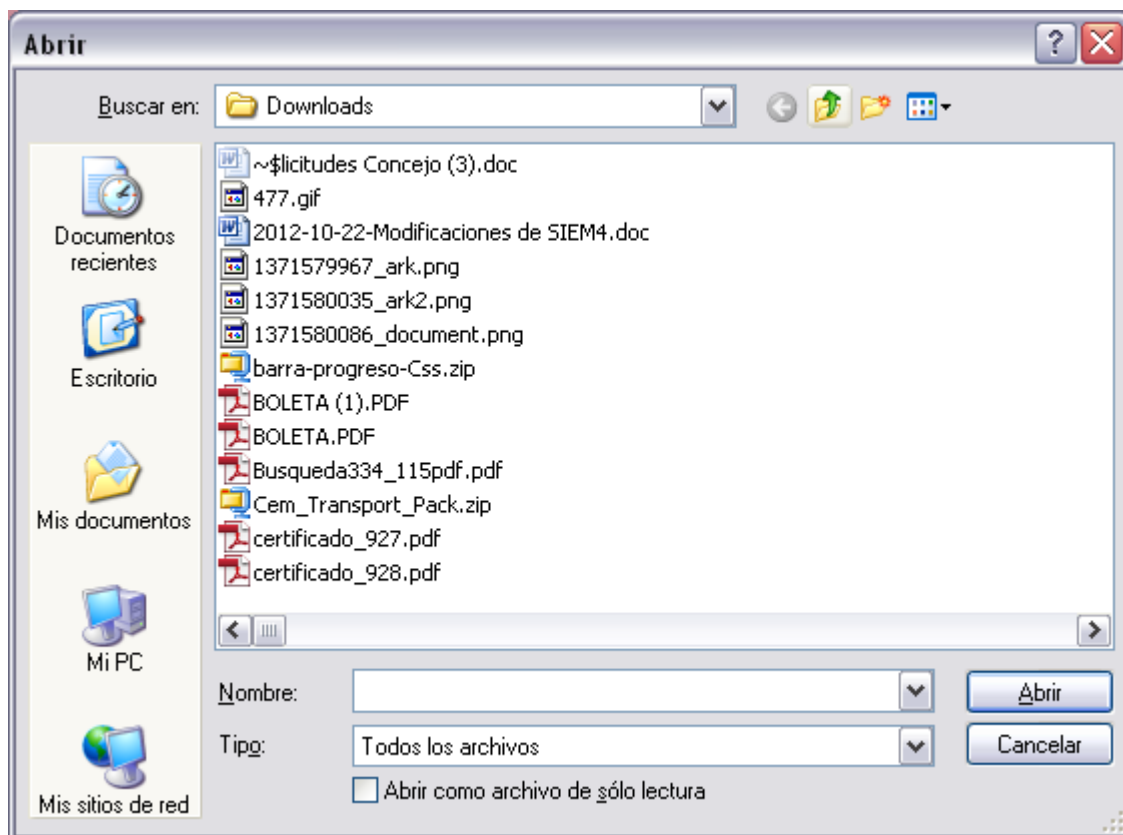 Abrir
Buscar en: Downloads
Documentos recientes
Escritorio
Mis documentos
Mi PC
Mis sitios de red
~$licitudes Concejo (3).doc
477.gif
2012-10-22-Modificaciones de SIEM4.doc
1371579967_ark.png
1371580035_ark2.png
1371580086_document.png
barra-progreso-Css.zip
BOLETA (1).PDF
BOLETA.PDF
Busqueda334_115pdf.pdf
Cem_Transport_Pack.zip
certificado_927.pdf
certificado_928.pdf
Nombre:
Abrir
Tipo: Todos los archivos
Cancelar
Abrir como archivo de sólo lectura